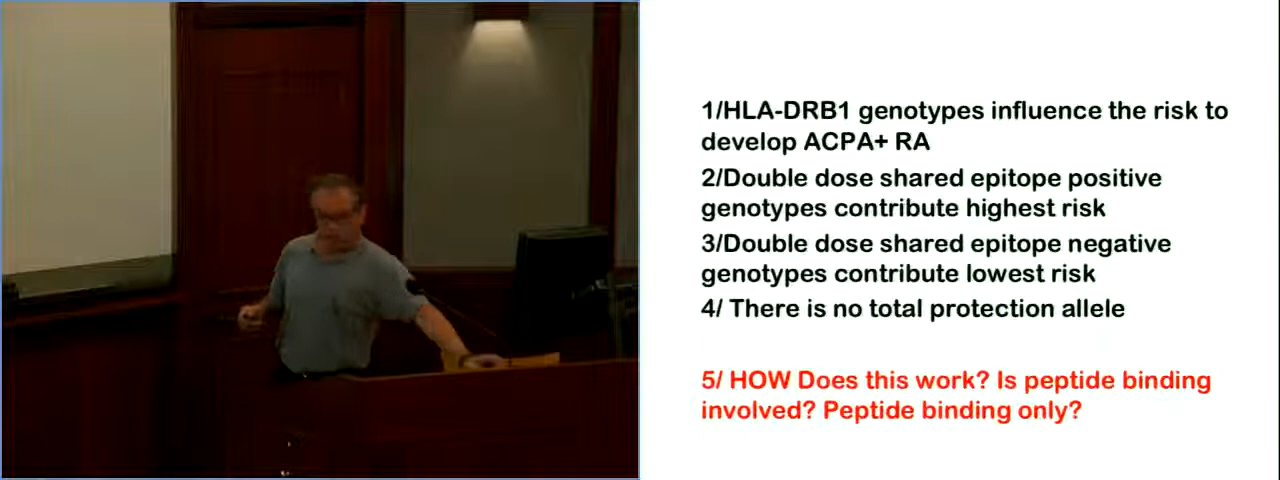 1/HLA-DRB1 genotypes influence the risk to
develop ACPA+ RA
2/Double dose shared epitope positive
genotypes contribute highest risk
3/Double dose shared epitope negative
genotypes contribute lowest risk
4/ There is no total protection allele
5/ HOW Does this work? Is peptide binding
involved? Peptide binding only?